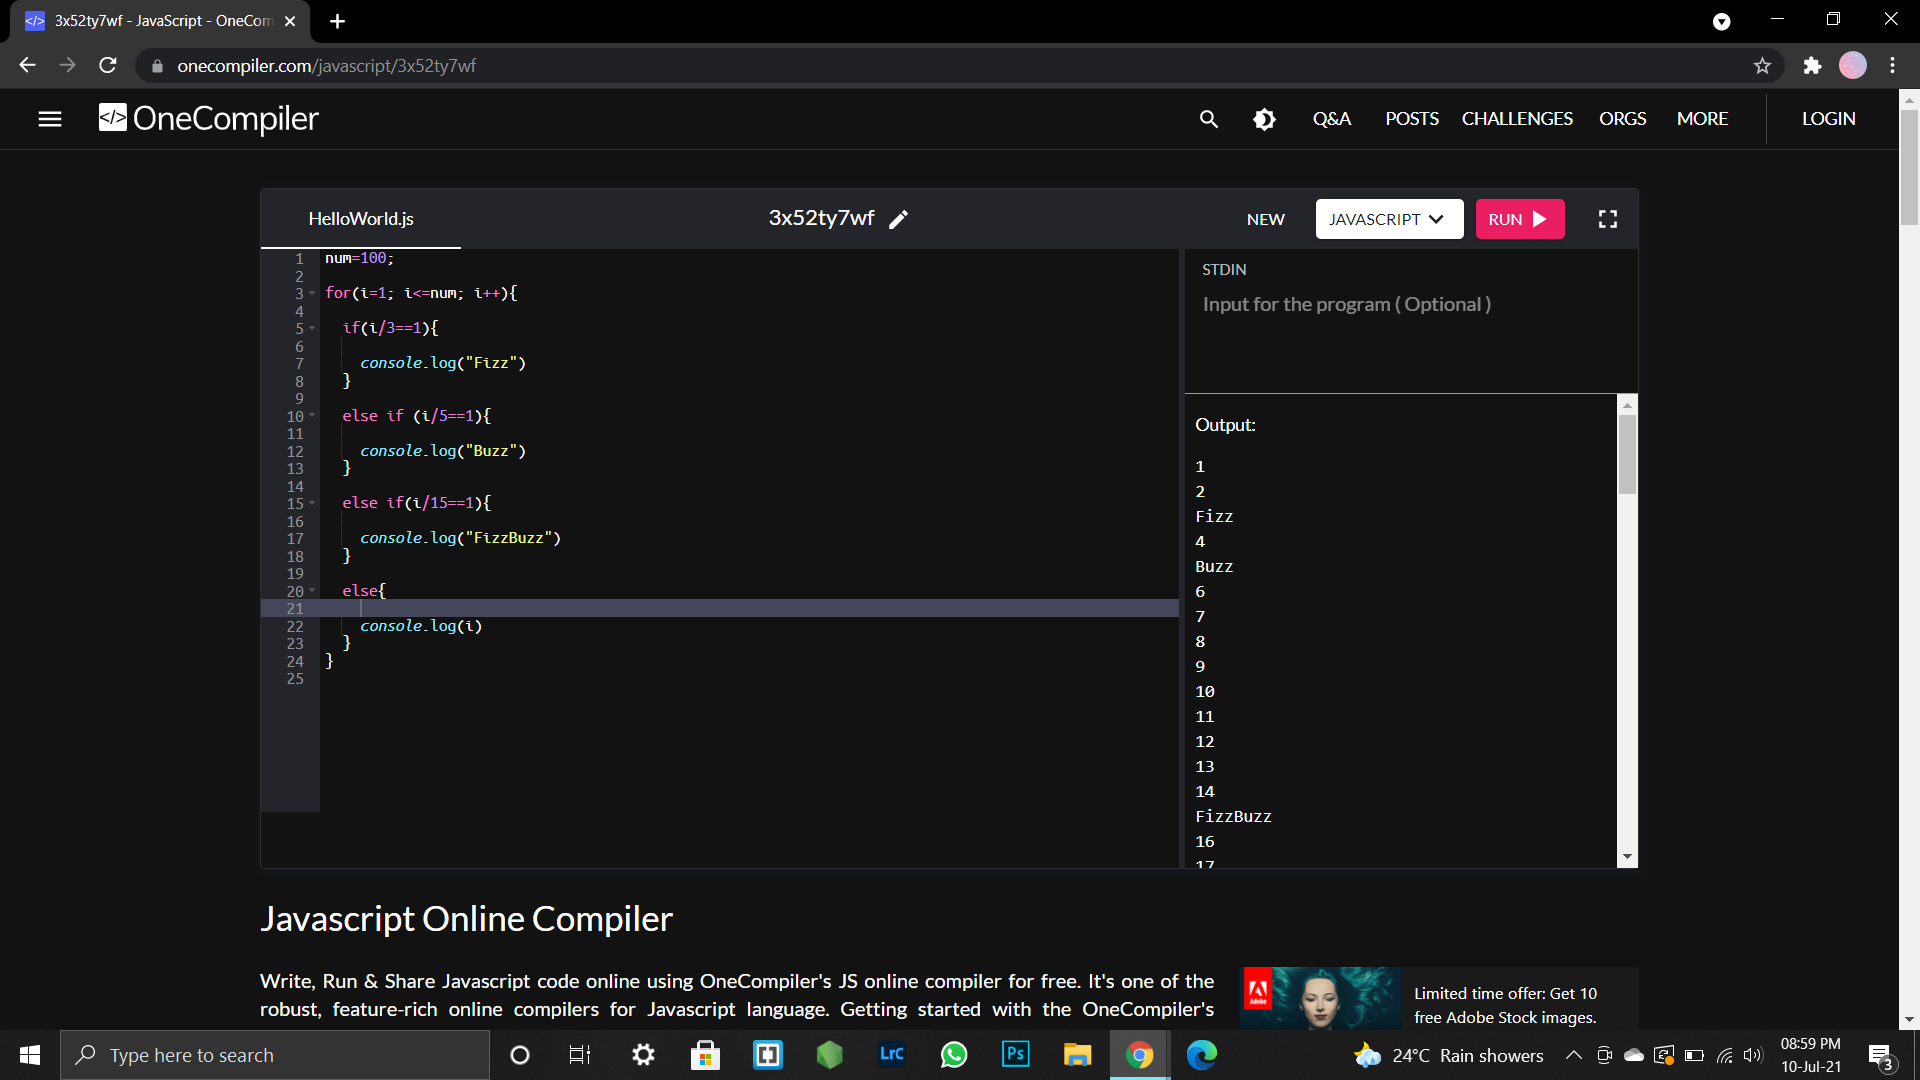 3x52ty7wf - JavaScript - OneCom
onecompiler.com/javascript/3x52ty7wf
</> OneCompiler
Q&A POSTS CHALLENGES ORGS MORE LOGIN
HelloWorld.js
3x52ty7wf
NEW JAVASCRIPT RUN
1 num=100;
2
3 for(i=1; i<=num; i++){
4
5 if(i/3==1){
6
7 console.log("Fizz")
8 }
9
10 else if (i/5==1){
11
12 console.log("Buzz")
13 }
14
15 else if(i/15==1){
16
17 console.log("FizzBuzz")
18 }
19
20 else{
21
22 console.log(i)
23 }
24 }
25
STDIN
Input for the program ( Optional )
Output:
1
2
Fizz
4
Buzz
6
7
8
9
10
11
12
13
14
FizzBuzz
16
17
Javascript Online Compiler
Write, Run & Share Javascript code online using OneCompiler's JS online compiler for free. It's one of the
robust, feature-rich online compilers for Javascript language. Getting started with the OneCompiler's
Adobe
Limited time offer: Get 10
free Adobe Stock images.
Type here to search
LrC
Ps
24°C Rain showers
08:59 PM
10-Jul-21
3